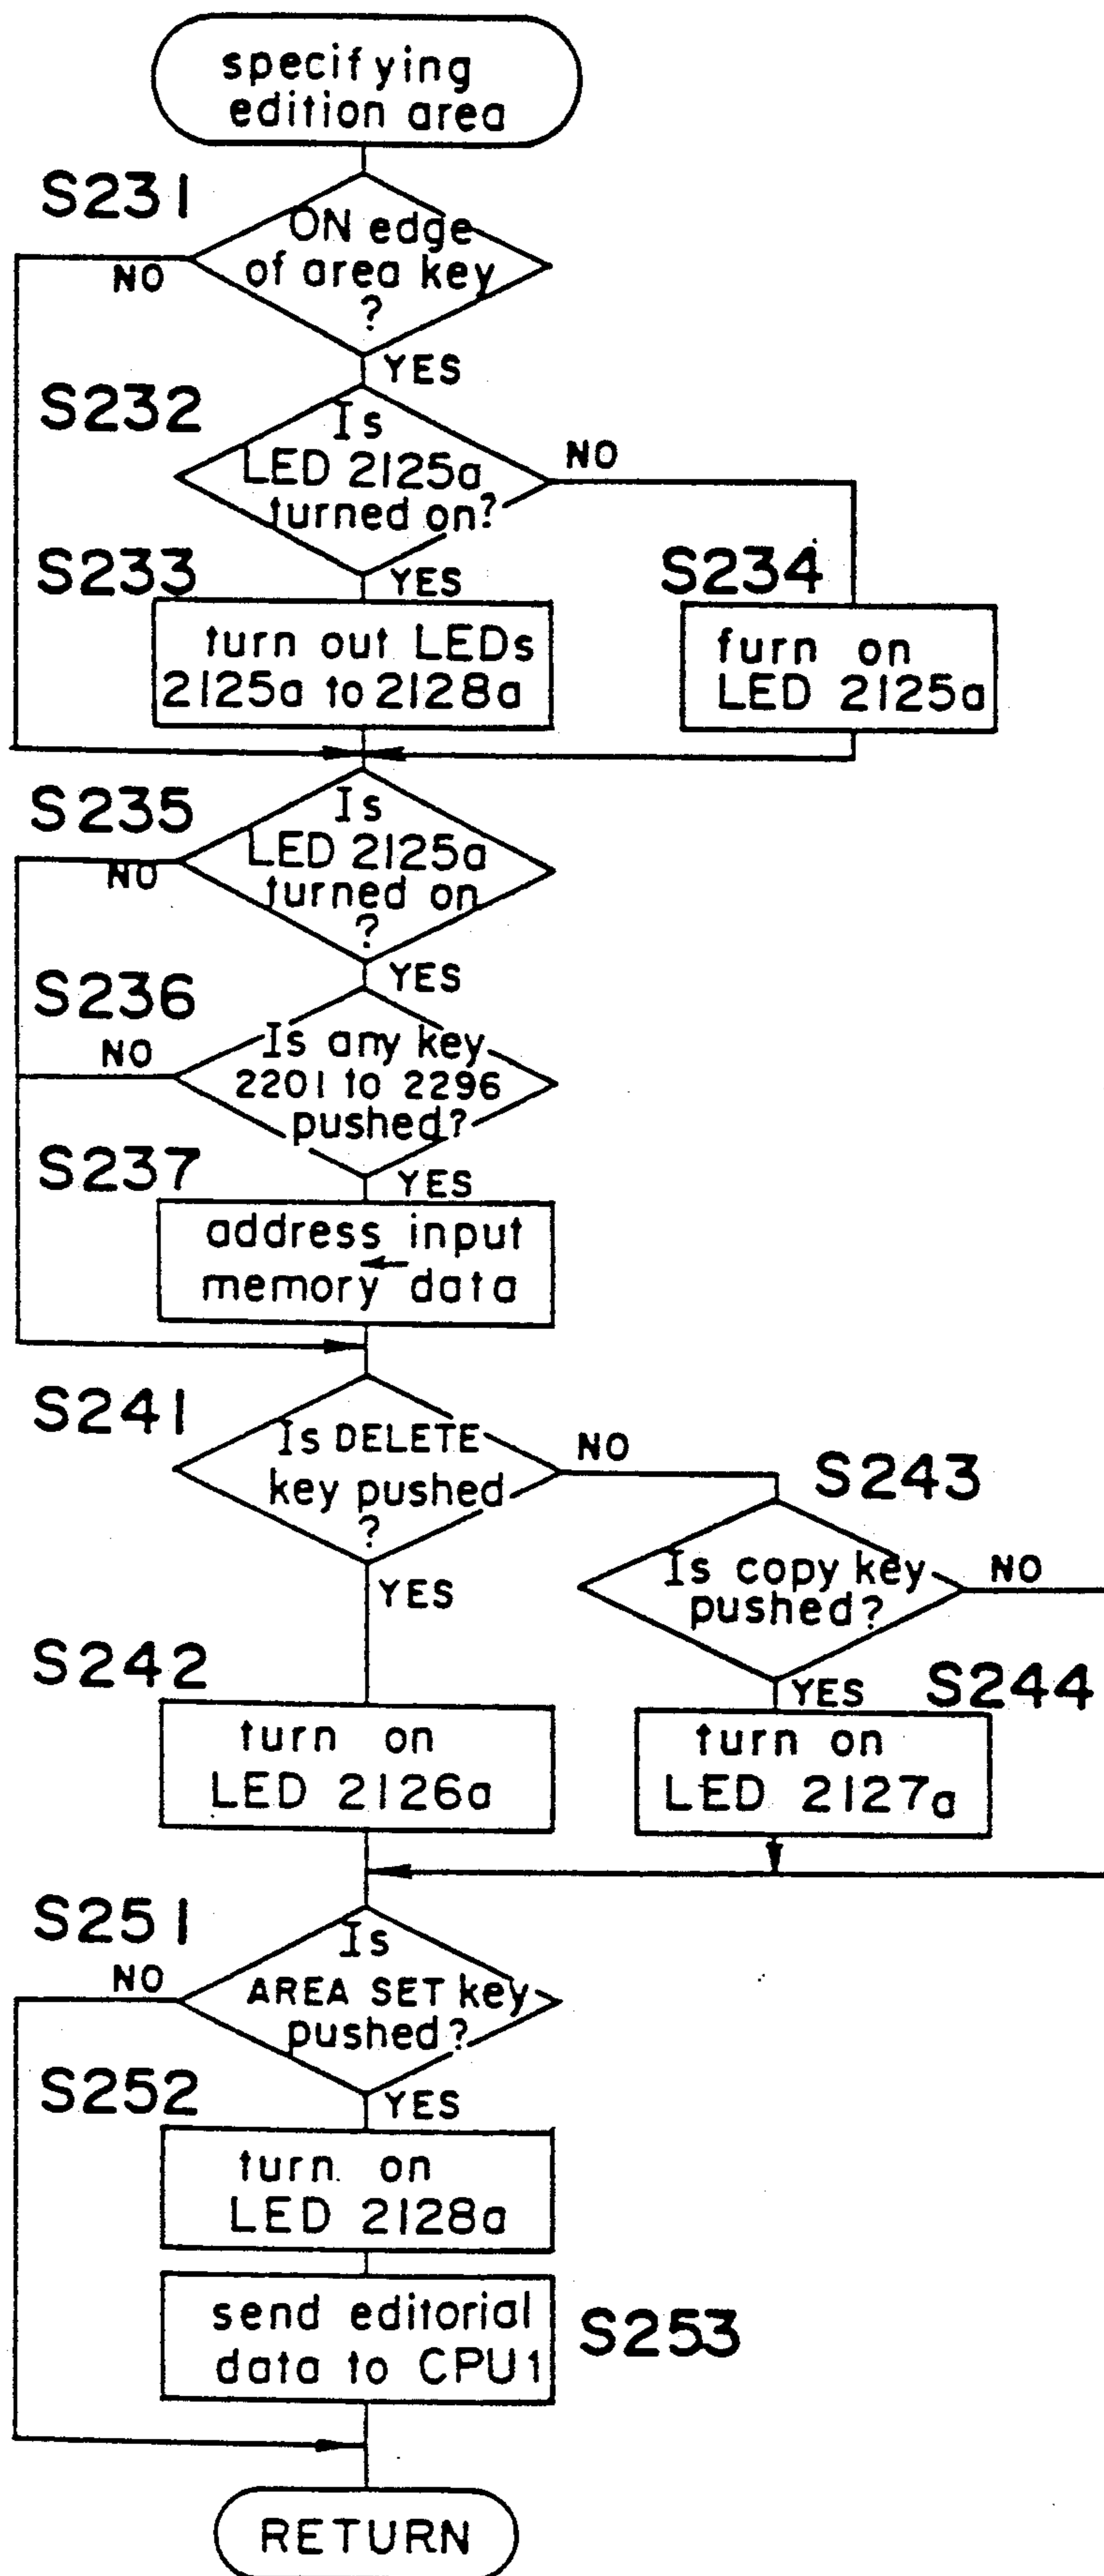 specifying
edition area
S231
ON edge
of area key
?
NO
YES
S232
Is
LED 2125a
turned on?
NO
YES
S233
turn out LEDs
2125a to 2128a
S234
furn on
LED 2125a
S235
Is
LED 2125a
turned on
?
NO
YES
S236
Is any key
2201 to 2296
pushed?
NO
YES
S237
address input
←
memory data
S241
Is DELETE
key pushed
?
NO
YES
S243
Is copy key
pushed?
NO
YES
S242
turn on
LED 2126a
S244
turn on
LED 2127a
S251
Is
AREA SET key
pushed?
NO
YES
S252
turn on
LED 2128a
send editorial
data to CPU1
S253
RETURN